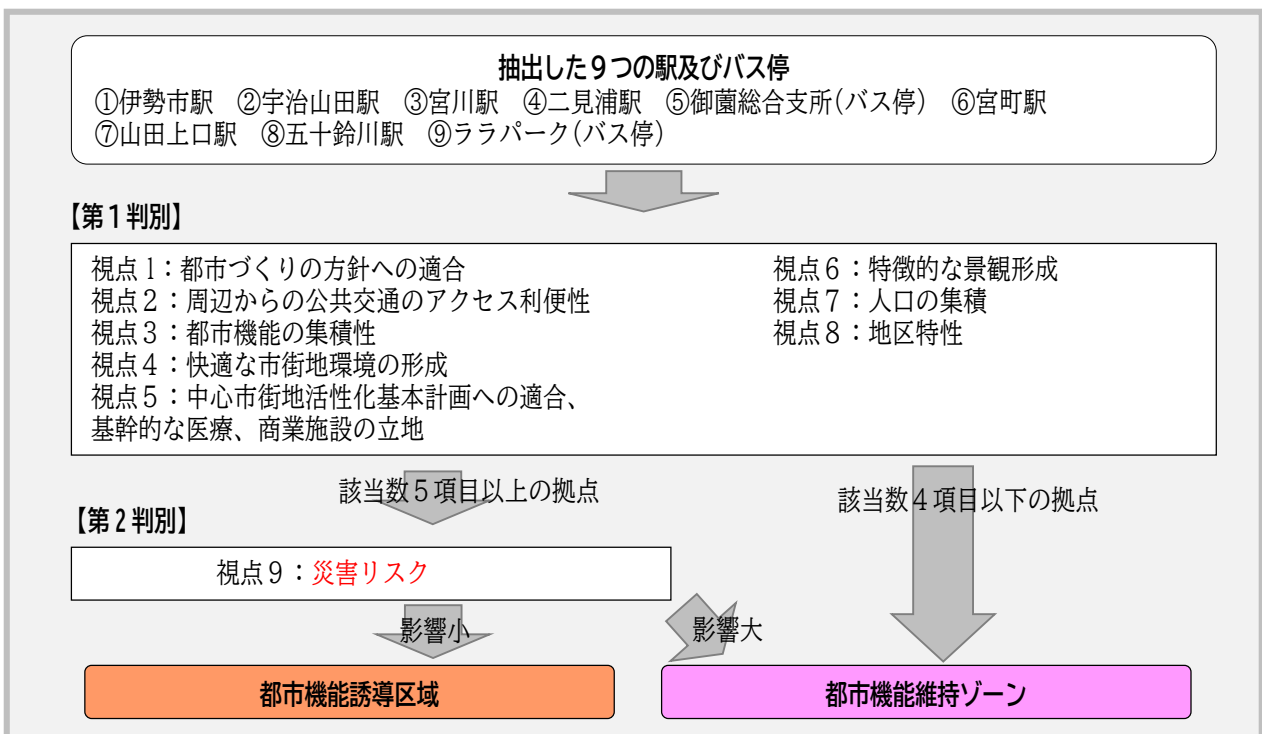 抽出した９つの駅及びバス停
①伊勢市駅 ②宇治山田駅 ③宮川駅 ④二見浦駅 ⑤御薗総合支所(バス停) ⑥宮町駅
⑦山田上口駅 ⑧五十鈴川駅 ⑨ララパーク(バス停)
【第１判別】
視点１：都市づくりの方針への適合
視点２：周辺からの公共交通のアクセス利便性
視点３：都市機能の集積性
視点４：快適な市街地環境の形成
視点５：中心市街地活性化基本計画への適合、
基幹的な医療、商業施設の立地
視点６：特徴的な景観形成
視点７：人口の集積
視点８：地区特性
該当数５項目以上の拠点
該当数４項目以下の拠点
【第２判別】
視点９：災害リスク
影響小
影響大
都市機能誘導区域
都市機能維持ゾーン